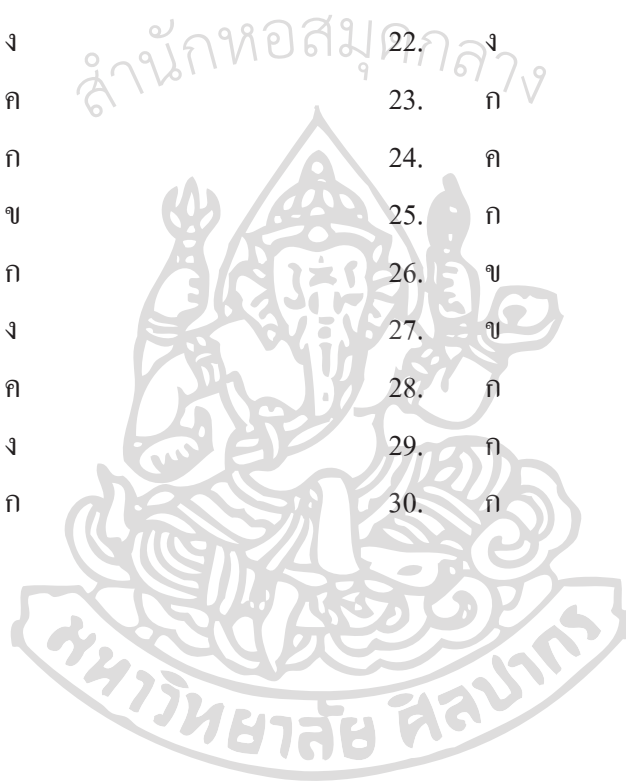 สำนักหอสมุดกลาง
ง 22. ง
ค 23. ก
ก 24. ค
ข 25. ก
ก 26. ข
ง 27. ข
ค 28. ก
ง 29. ก
ก 30. ก
มหาวิทยาลัย ศิลปากร